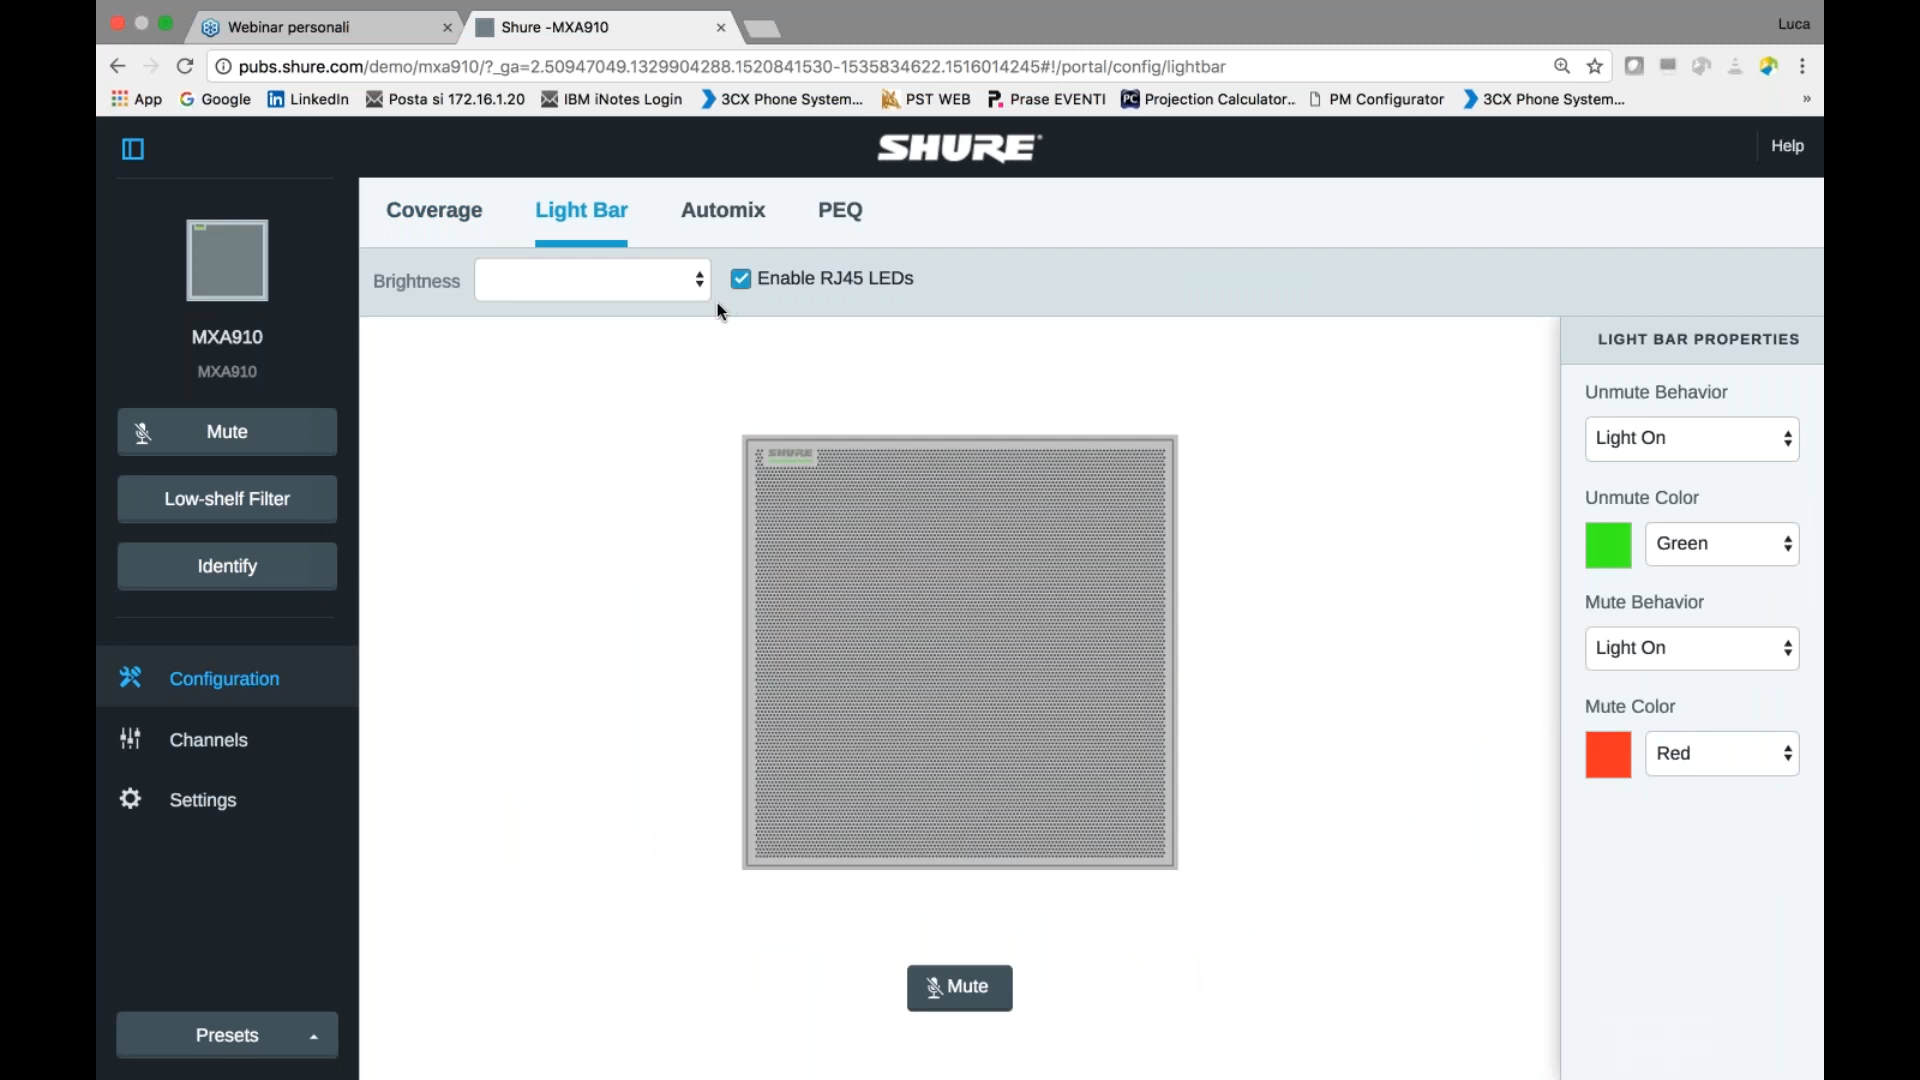 Webinar personali
Shure -MXA910
Luca
pubs.shure.com/demo/mxa910/?_ga=2.50947049.1329904288.1520841530-1535834622.1516014245#!/portal/config/lightbar
App
Google
LinkedIn
Posta si 172.16.1.20
IBM iNotes Login
3CX Phone System...
PST WEB
Prase EVENTI
Projection Calculator..
PM Configurator
3CX Phone System...
»
SHURE
Help
MXA910
MXA910
Mute
Low-shelf Filter
Identify
Configuration
Channels
Settings
Presets
Coverage
Light Bar
Automix
PEQ
Brightness
Enable RJ45 LEDs
SHURE
Mute
LIGHT BAR PROPERTIES
Unmute Behavior
Light On
Unmute Color
Green
Mute Behavior
Light On
Mute Color
Red